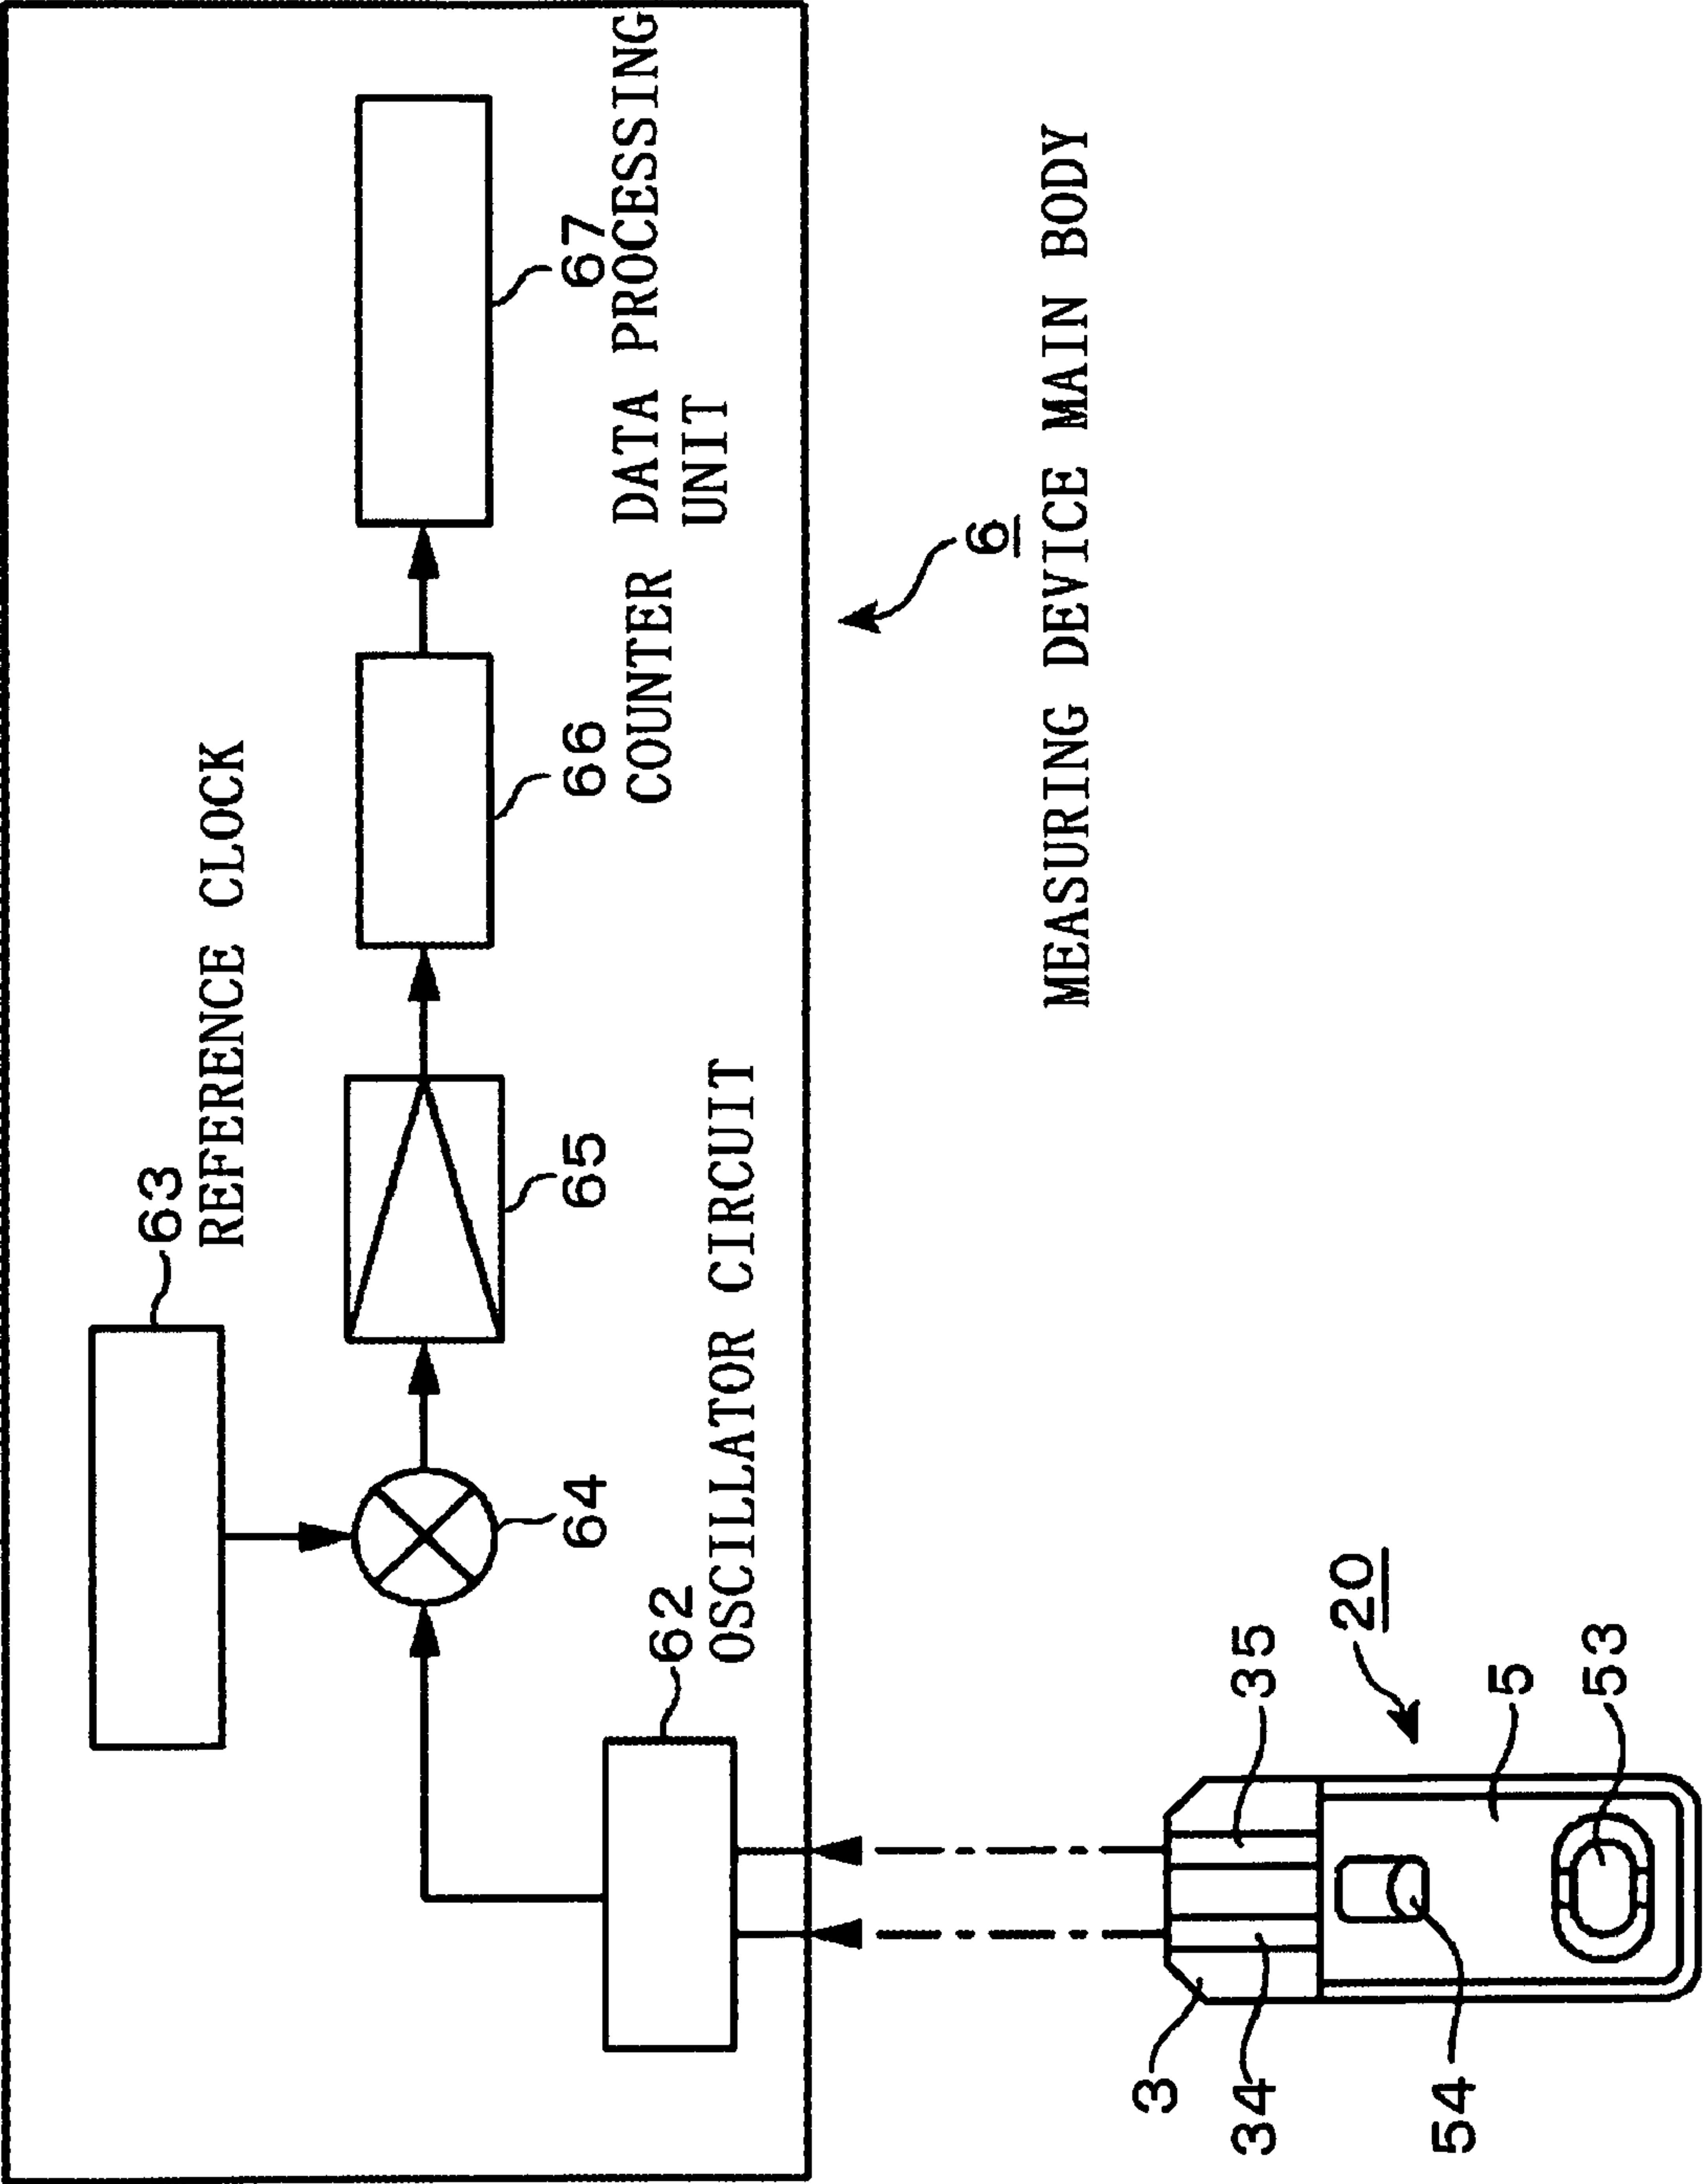 63
REFERENCE CLOCK
64
65
66
COUNTER
67
DATA PROCESSING
UNIT
62
OSCILLATOR CIRCUIT
6
MEASURING DEVICE MAIN BODY
3
34
35
20
54
5
53